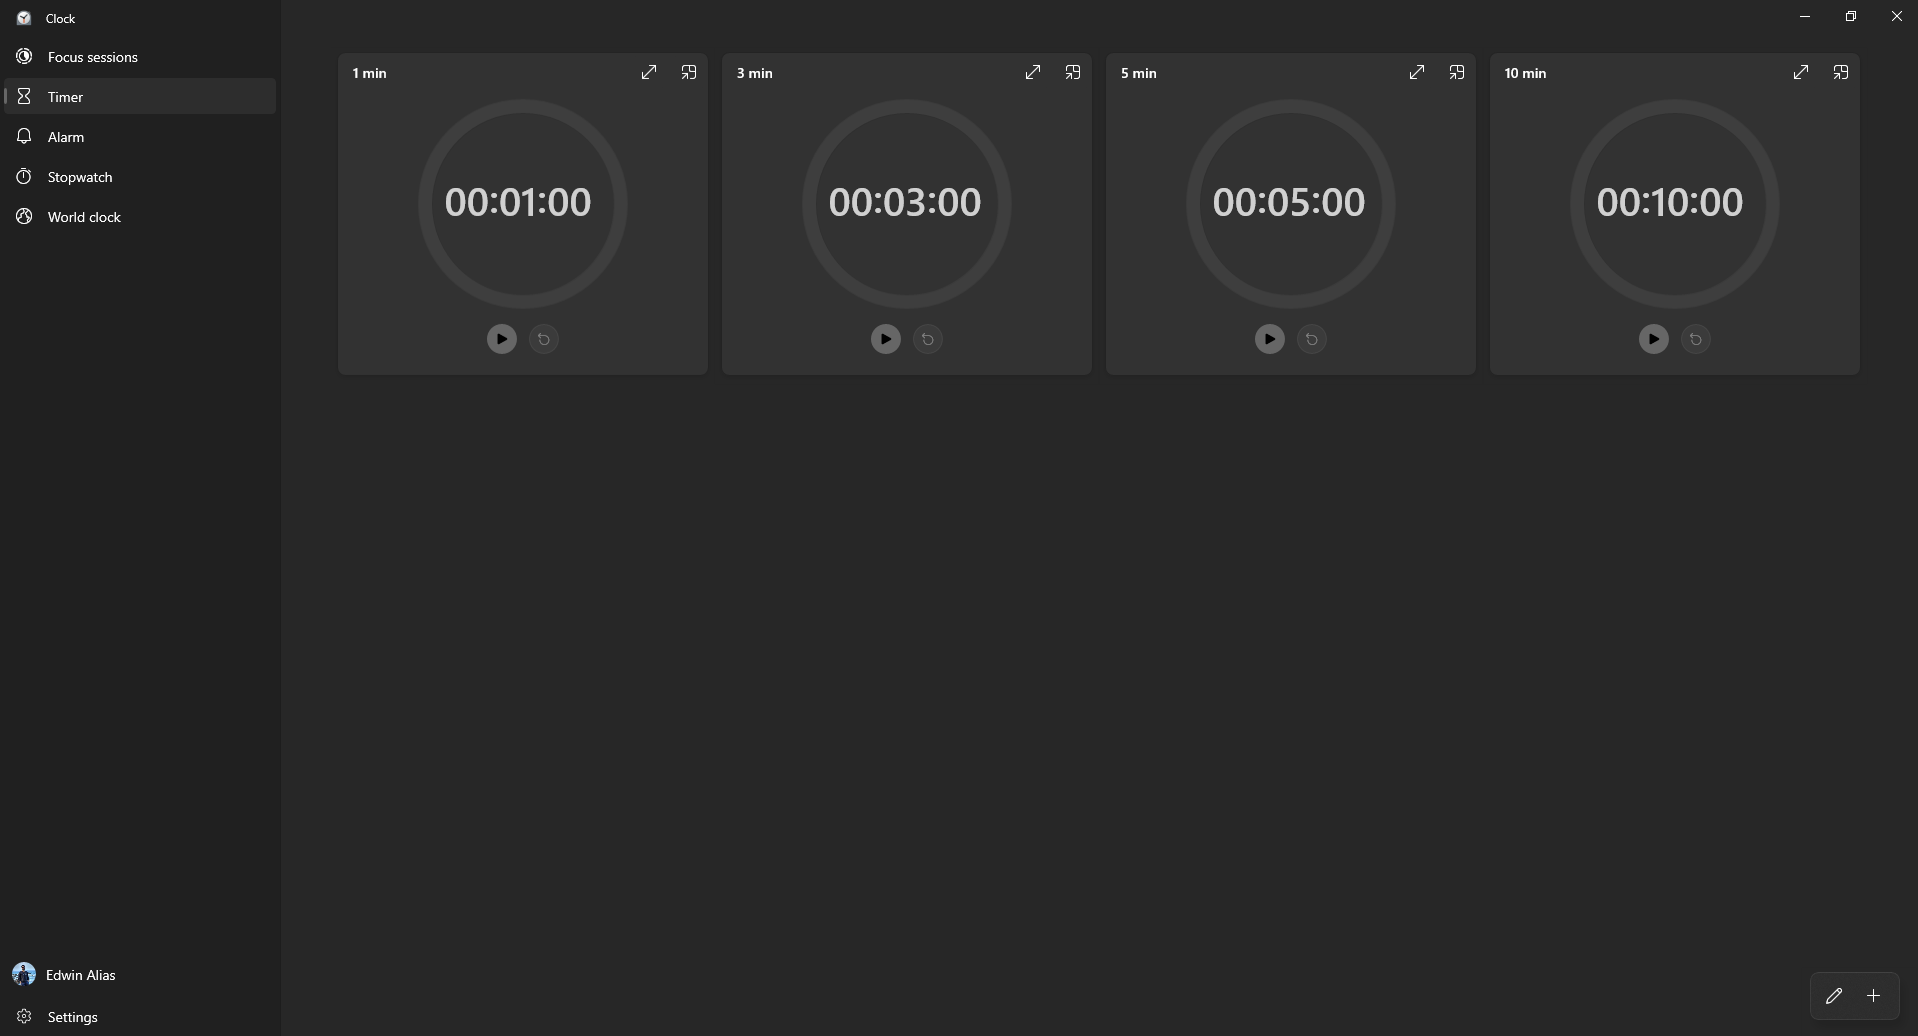 Clock
Focus sessions
Timer
Alarm
Stopwatch
World clock
1 min
00:01:00
3 min
00:03:00
5 min
00:05:00
10 min
00:10:00
Edwin Alias
Settings